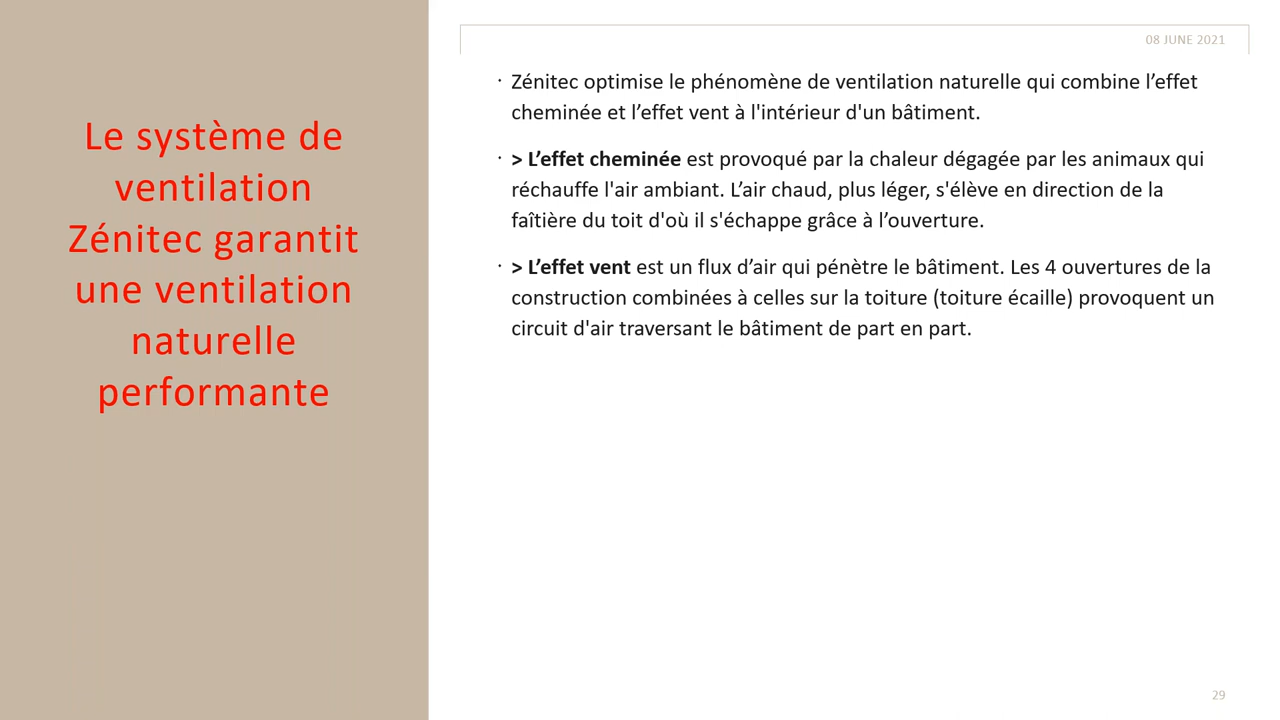 Le système de
ventilation
Zénitec garantit
une ventilation
naturelle
performante
08 JUNE 2021
· Zénitec optimise le phénomène de ventilation naturelle qui combine l’effet
cheminée et l’effet vent à l'intérieur d'un bâtiment.
· > L’effet cheminée est provoqué par la chaleur dégagée par les animaux qui
réchauffe l'air ambiant. L’air chaud, plus léger, s'élève en direction de la
faîtière du toit d'où il s'échappe grâce à l’ouverture.
· > L’effet vent est un flux d’air qui pénètre le bâtiment. Les 4 ouvertures de la
construction combinées à celles sur la toiture (toiture écaille) provoquent un
circuit d'air traversant le bâtiment de part en part.
29